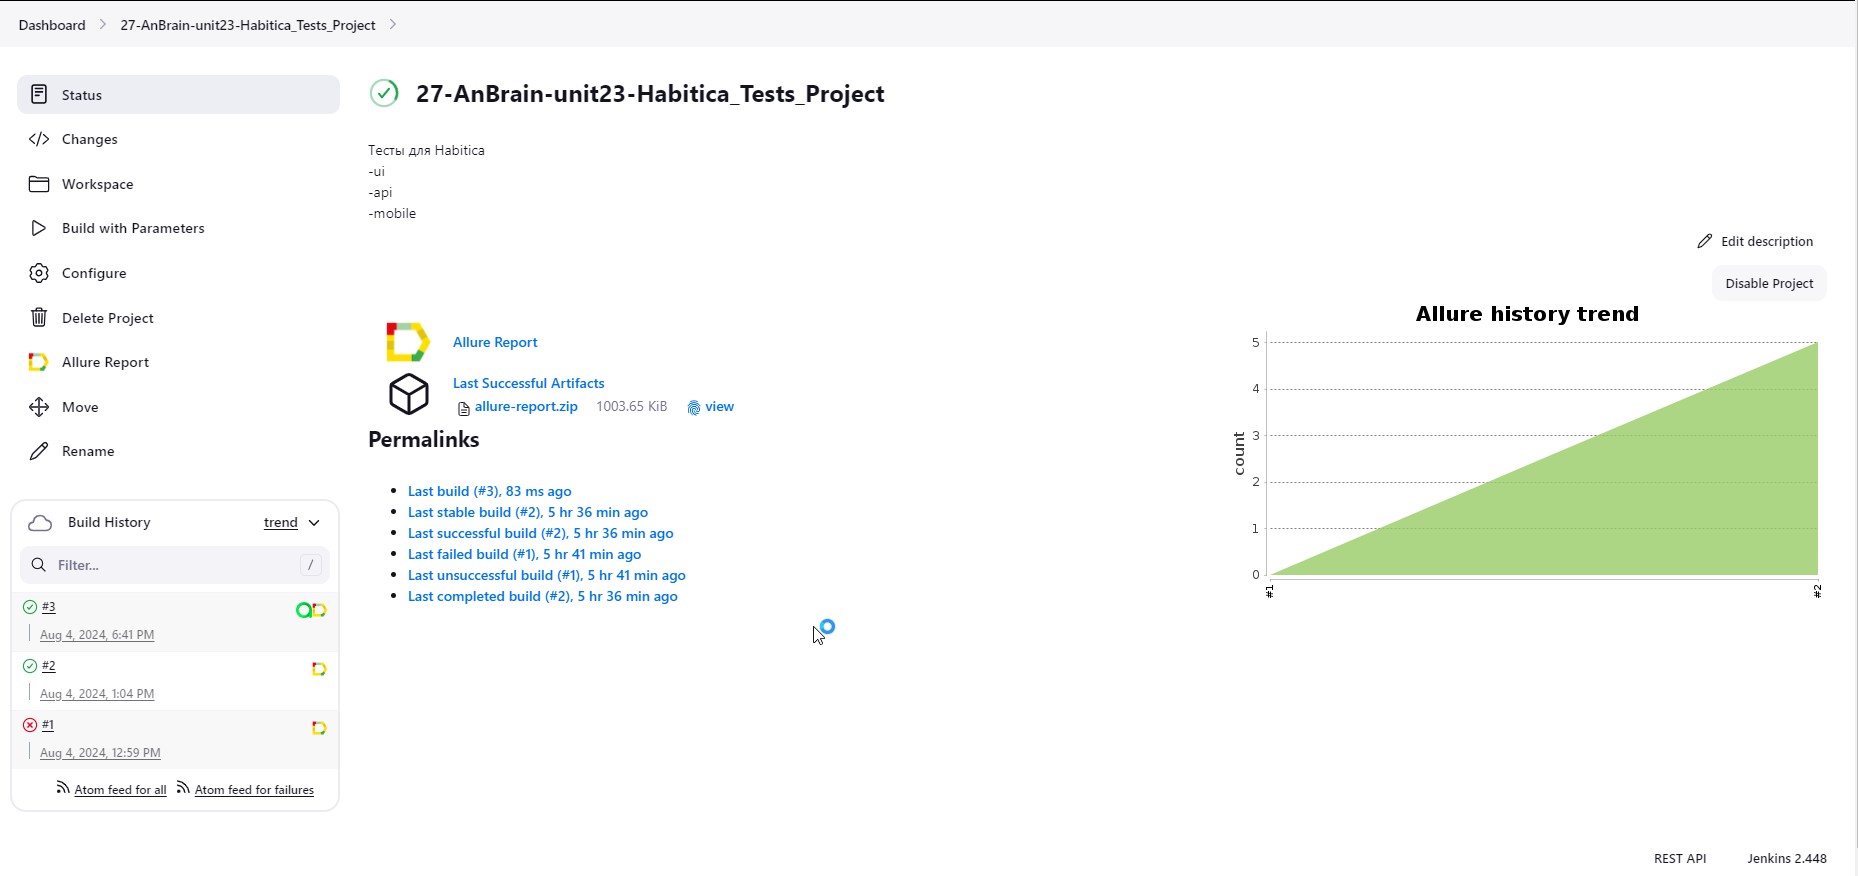 Dashboard > 27-AnBrain-unit23-Habitica_Tests_Project >
Status
Changes
Workspace
Build with Parameters
Configure
Delete Project
Allure Report
Move
Rename
Build History trend
Filter... /
#3
Aug 4, 2024, 6:41 PM
#2
Aug 4, 2024, 1:04 PM
#1
Aug 4, 2024, 12:59 PM
Atom feed for all Atom feed for failures
27-AnBrain-unit23-Habitica_Tests_Project
Тесты для Habitica
-ui
-api
-mobile
Edit description
Disable Project
Allure Report
Last Successful Artifacts
allure-report.zip 1003.65 KiB view
Permalinks
Last build (#3), 83 ms ago
Last stable build (#2), 5 hr 36 min ago
Last successful build (#2), 5 hr 36 min ago
Last failed build (#1), 5 hr 41 min ago
Last unsuccessful build (#1), 5 hr 41 min ago
Last completed build (#2), 5 hr 36 min ago
Allure history trend
5
4
3
2
1
0
count
#1
#2
REST API Jenkins 2.448